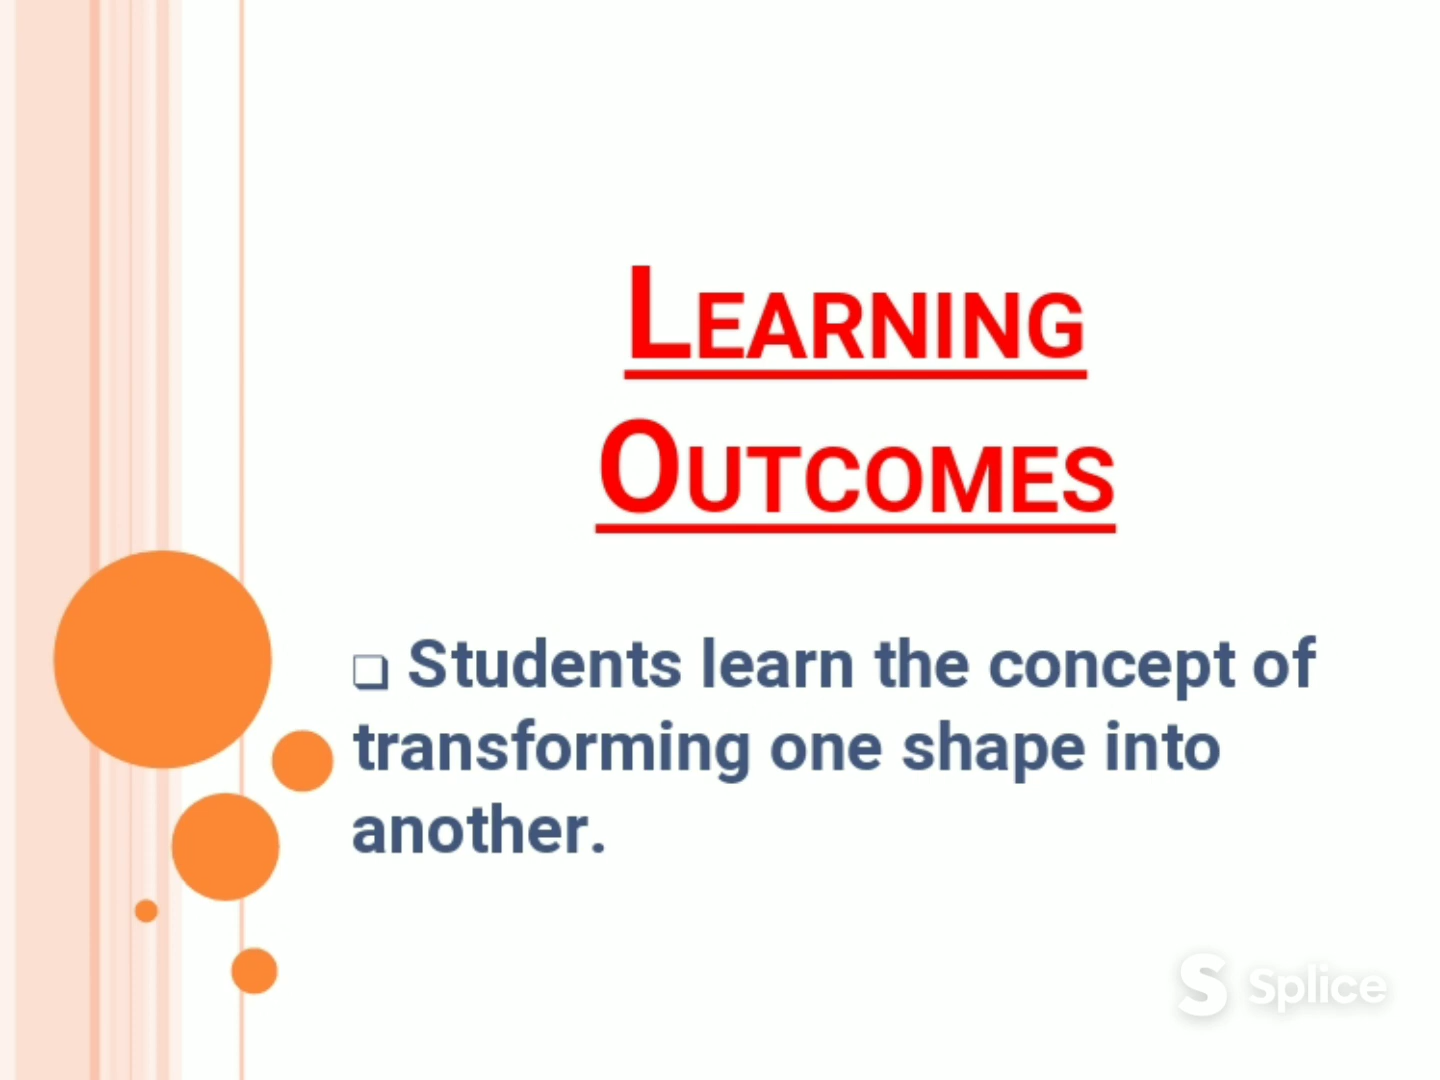 LEARNING
OUTCOMES
❑ Students learn the concept of
transforming one shape into
another.
S Splice